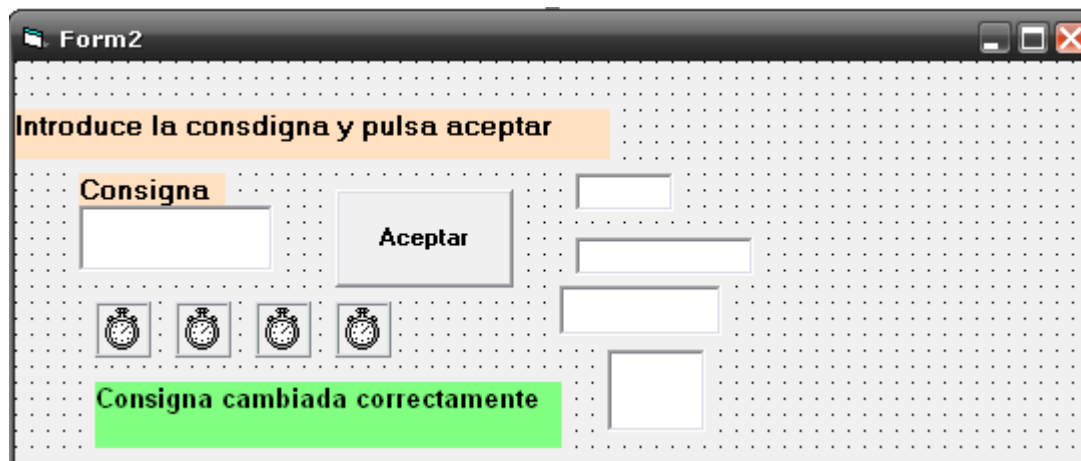 Form2
Introduce la consdigna y pulsa aceptar
Consigna
Aceptar
Consigna cambiada correctamente